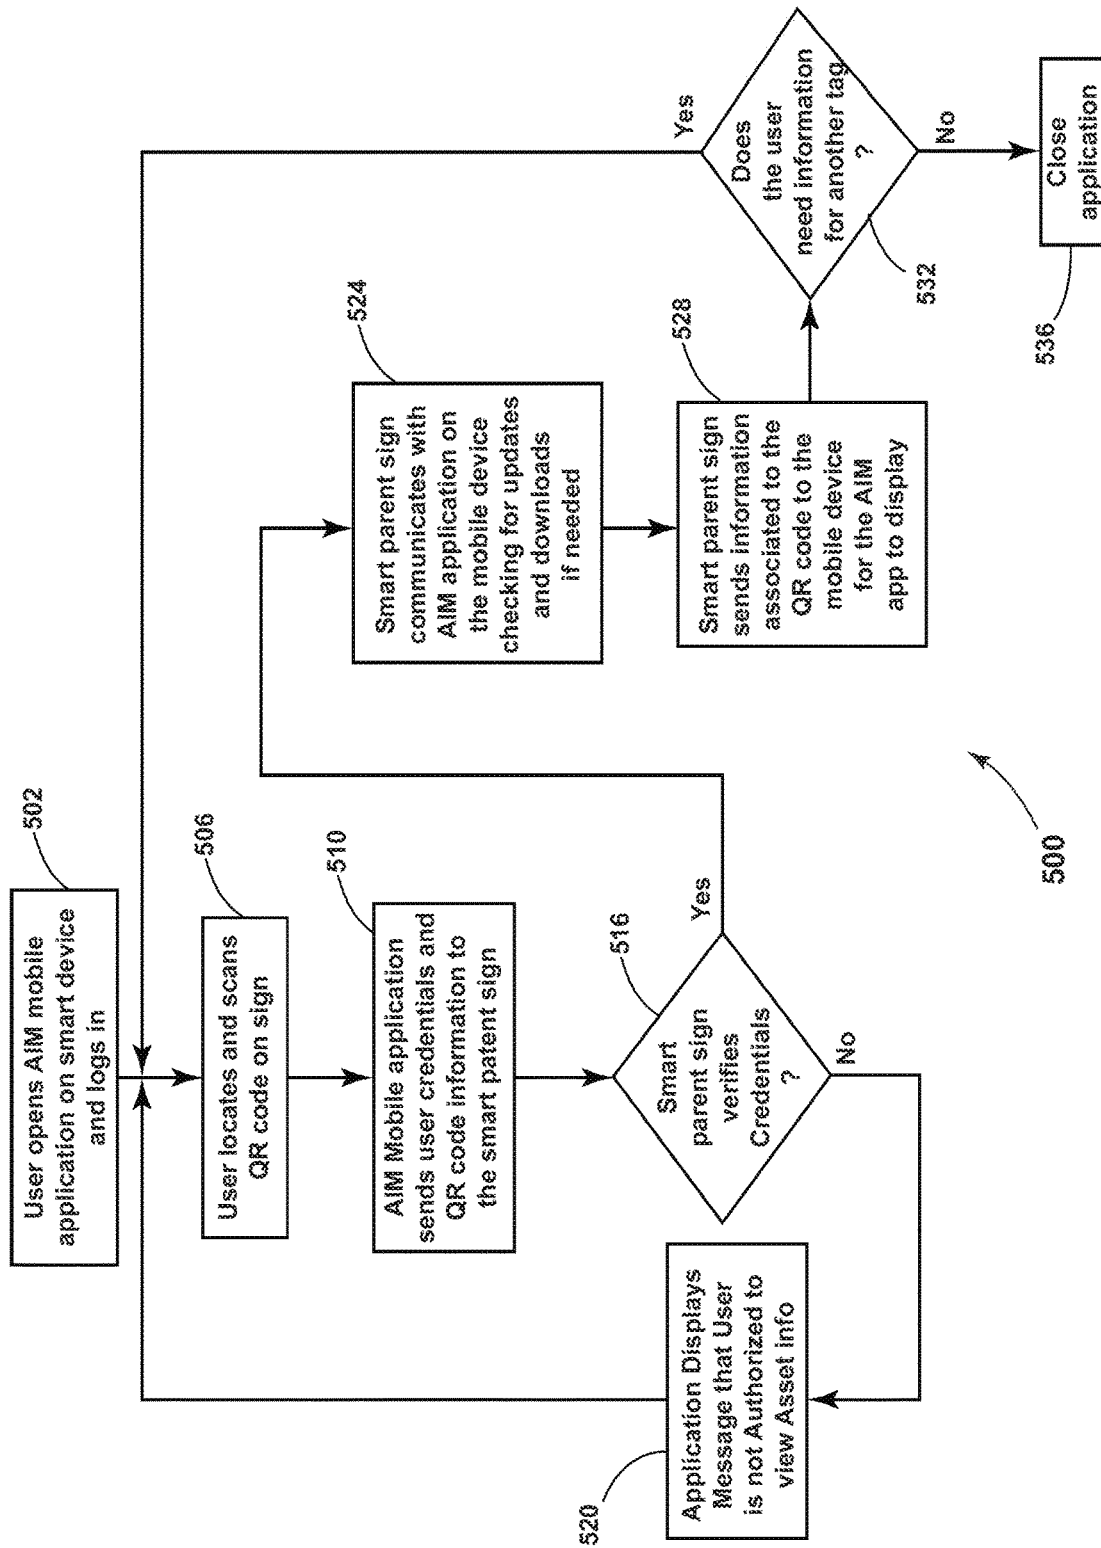 502
User opens AIM mobile
application on smart device
and logs in
506
User locates and scans
QR code on sign
510
AIM Mobile application
sends user credentials and
QR code information to
the smart patent sign
516
Smart
parent sign
verifies
Credentials
?
Yes
No
520
Application Displays
Message that User
is not Authorized to
view Asset info
524
Smart parent sign
communicates with
AIM application on
the mobile device
checking for updates
and downloads
if needed
528
Smart parent sign
sends information
associated to the
QR code to the
mobile device
for the AIM
app to display
532
Does
the user
need information
for another tag
?
Yes
No
536
Close
application
500